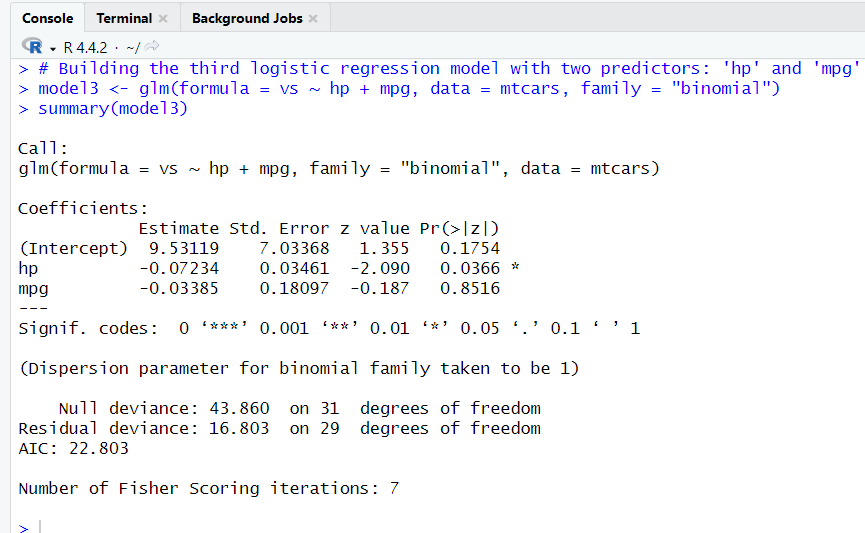 Console Terminal × Background Jobs ×
R R 4.4.2 · ~/
> # Building the third logistic regression model with two predictors: 'hp' and 'mpg'
> model3 <- glm(formula = vs ~ hp + mpg, data = mtcars, family = "binomial")
> summary(model3)
Call:
glm(formula = vs ~ hp + mpg, family = "binomial", data = mtcars)
Coefficients:
Estimate Std. Error z value Pr(>|z|)
(Intercept) 9.53119 7.03368 1.355 0.1754
hp -0.07234 0.03461 -2.090 0.0366 *
mpg -0.03385 0.18097 -0.187 0.8516
---
Signif. codes: 0 ‘***’ 0.001 ‘**’ 0.01 ‘*’ 0.05 ‘.’ 0.1 ‘ ’ 1
(Dispersion parameter for binomial family taken to be 1)
Null deviance: 43.860 on 31 degrees of freedom
Residual deviance: 16.803 on 29 degrees of freedom
AIC: 22.803
Number of Fisher Scoring iterations: 7
>